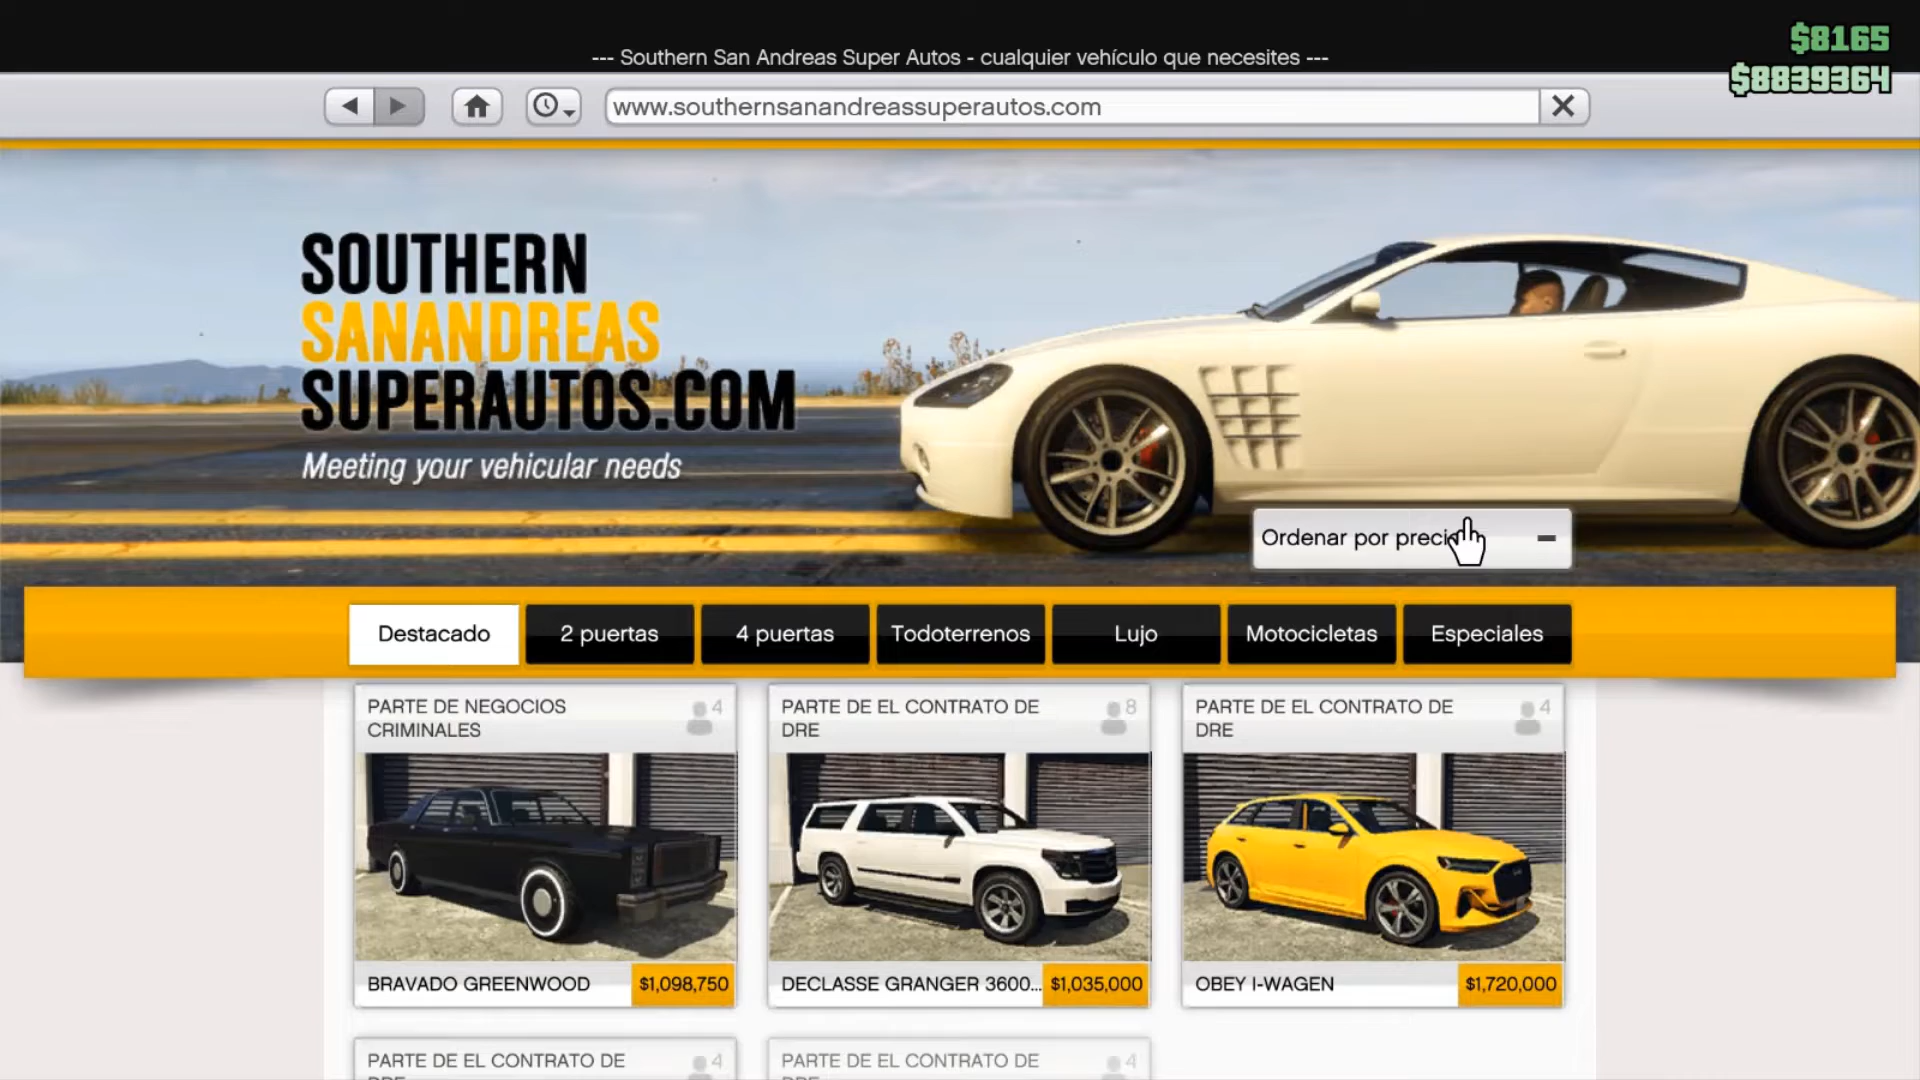 --- Southern San Andreas Super Autos - cualquier vehículo que necesites ---
$8165
$8839364
www.southernsanandreassuperautos.com
SOUTHERN
SANANDREAS
SUPERAUTOS.COM
Meeting your vehicular needs
Ordenar por preci
Destacado
2 puertas
4 puertas
Todoterrenos
Lujo
Motocicletas
Especiales
PARTE DE NEGOCIOS
CRIMINALES
4
PARTE DE EL CONTRATO DE
DRE
8
PARTE DE EL CONTRATO DE
DRE
4
BRAVADO GREENWOOD
$1,098,750
DECLASSE GRANGER 3600...
$1,035,000
OBEY I-WAGEN
$1,720,000
PARTE DE EL CONTRATO DE
DRE
4
PARTE DE EL CONTRATO DE
DRE
4